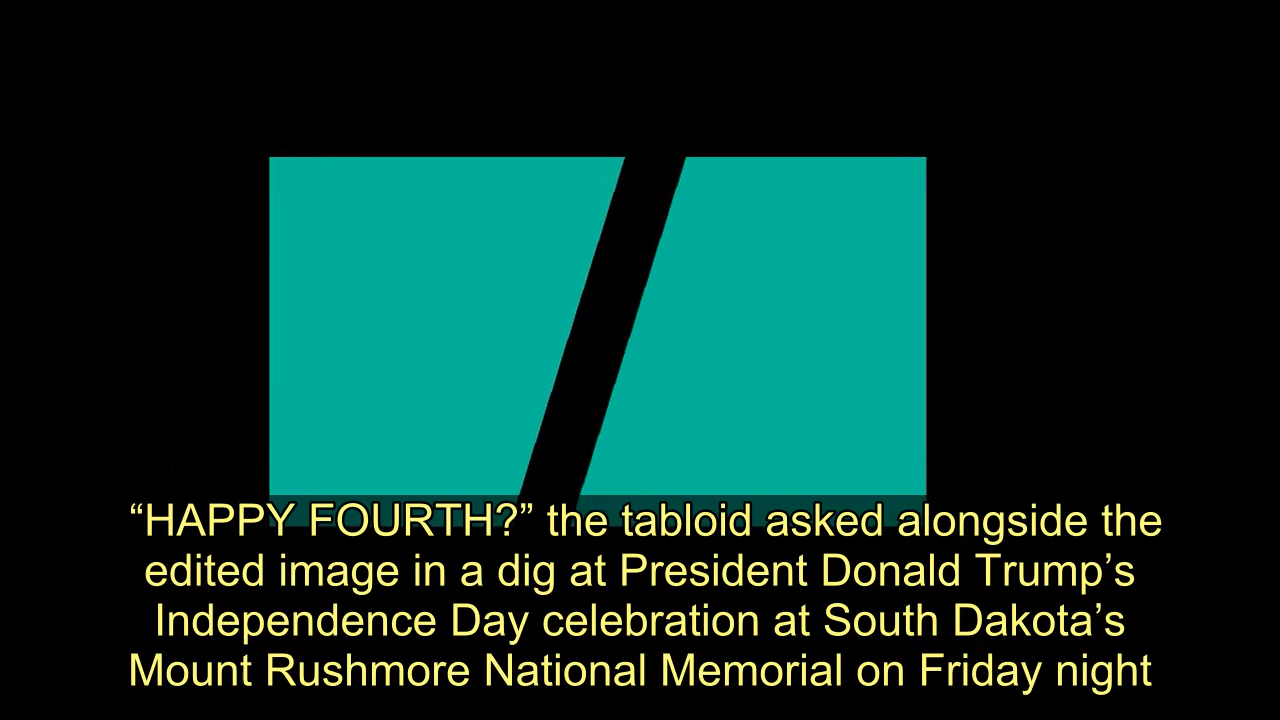 “HAPPY FOURTH?” the tabloid asked alongside the
edited image in a dig at President Donald Trump’s
Independence Day celebration at South Dakota’s
Mount Rushmore National Memorial on Friday night